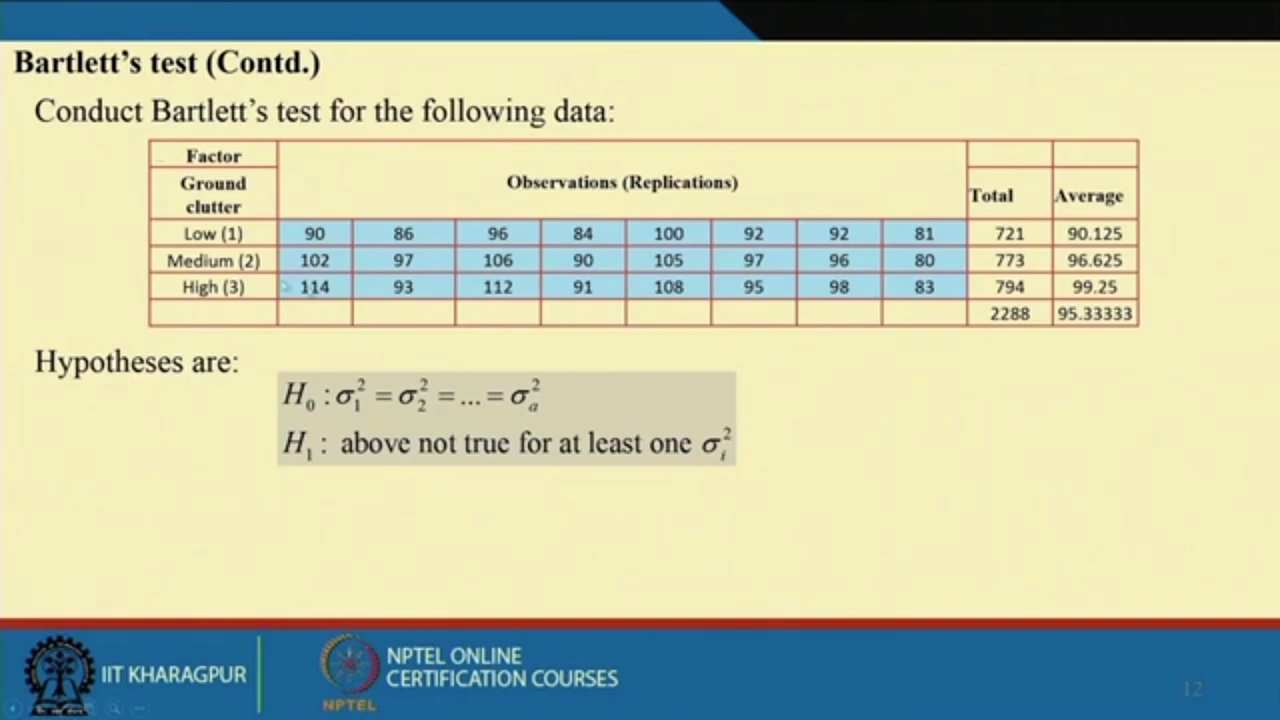 Bartlett's test (Contd.)
Conduct Bartlett's test for the following data:
Factor
Ground clutter
Observations (Replications)
Total Average
Low (1) 90 86 96 84 100 92 92 81 721 90.125
Medium (2) 102 97 106 90 105 97 96 80 773 96.625
High (3) 114 93 112 91 108 95 98 83 794 99.25
2288 95.33333
Hypotheses are:
H₀ : σ₁² = σ₂² = ... = σₐ²
H₁ : above not true for at least one σᵢ²
IIT KHARAGPUR
NPTEL
NPTEL ONLINE
CERTIFICATION COURSES
12